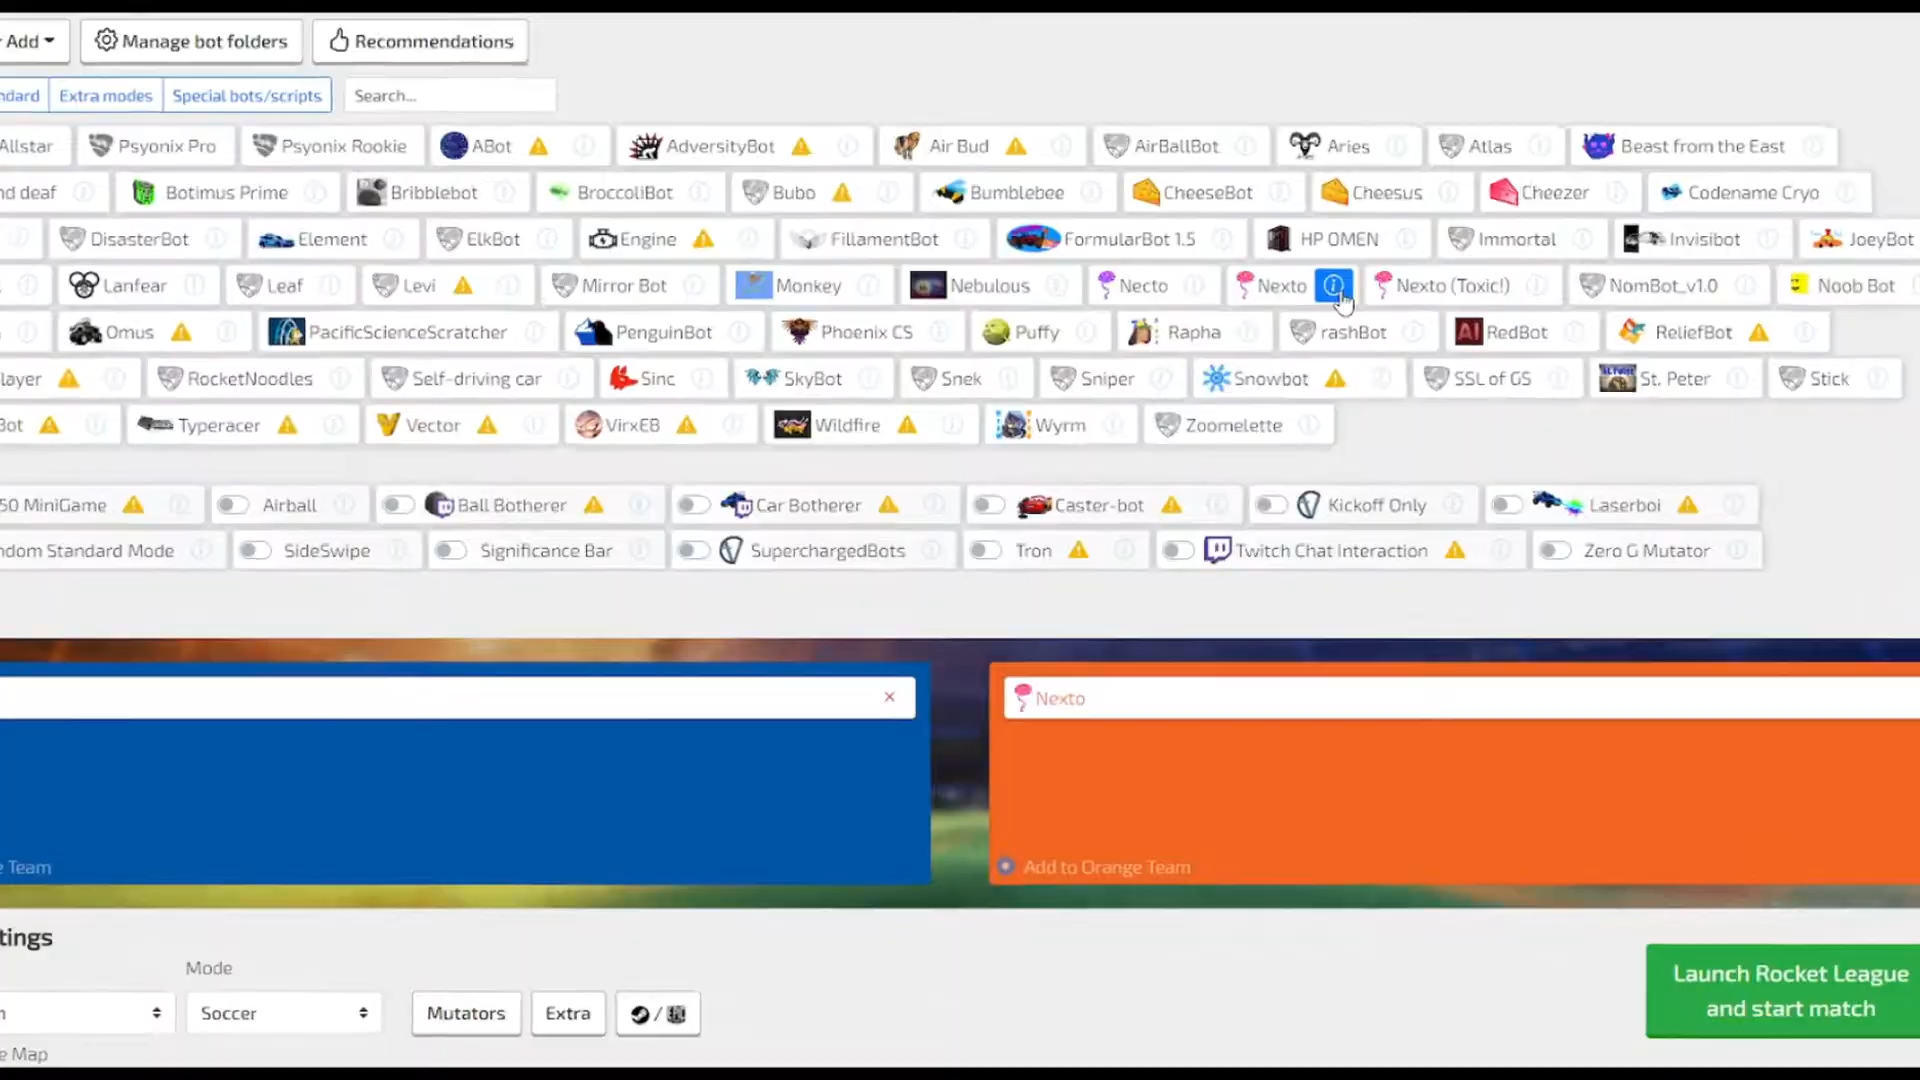 Add Manage bot folders Recommendations
ndard Extra modes Special bots/scripts Search...
Allstar Psyonix Pro Psyonix Rookie ABot AdversityBot Air Bud AirBallBot Aries Atlas Beast from the East
nd deaf Botimus Prime Bribblebot BroccoliBot Bubo Bumblebee CheeseBot Cheesus Cheezer Codename Cryo
DisasterBot Element ElkBot Engine FillamentBot FormularBot 1.5 HP OMEN Immortal Invisibot JoeyBot
Lanfear Leaf Levi Mirror Bot Monkey Nebulous Necto Nexto Nexto (Toxic!) NomBot_v1.0 Noob Bot
Omus PacificScienceScratcher PenguinBot Phoenix CS Puffy Rapha rashBot AI RedBot ReliefBot
layer RocketNoodles Self-driving car Sinc SkyBot Snek Sniper Snowbot SSL of GS St. Peter Stick
Bot Typeracer Vector VirxEB Wildfire Wyrm Zoomelette
50 MiniGame Airball Ball Botherer Car Botherer Caster-bot Kickoff Only Laserboi
ndom Standard Mode SideSwipe Significance Bar SuperchargedBots Tron Twitch Chat Interaction Zero G Mutator
Nexto
e Team Add to Orange Team
tings
Mode
Soccer Mutators Extra /
Launch Rocket League
and start match
e Map